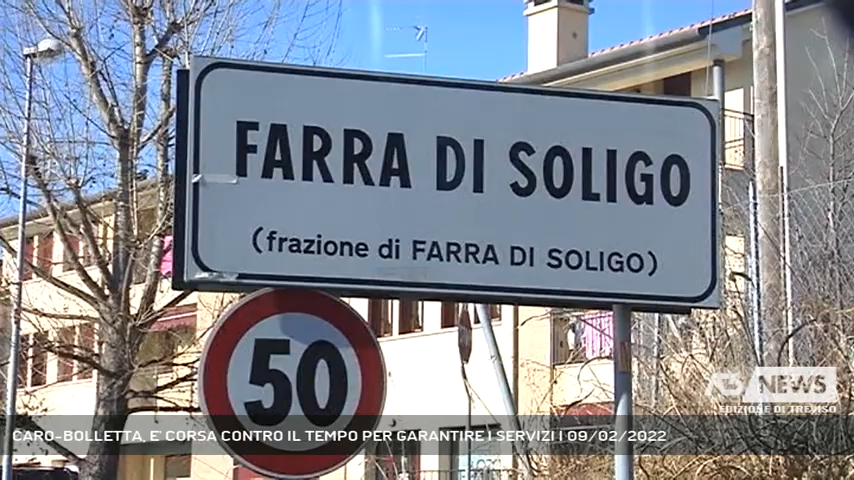 FARRA DI SOLIGO
(frazione di FARRA DI SOLIGO)
50
NEWS
EDIZIONE DI TREVISO
CARO-BOLLETTA, E' CORSA CONTRO IL TEMPO PER GARANTIRE I SERVIZI | 09/02/2022